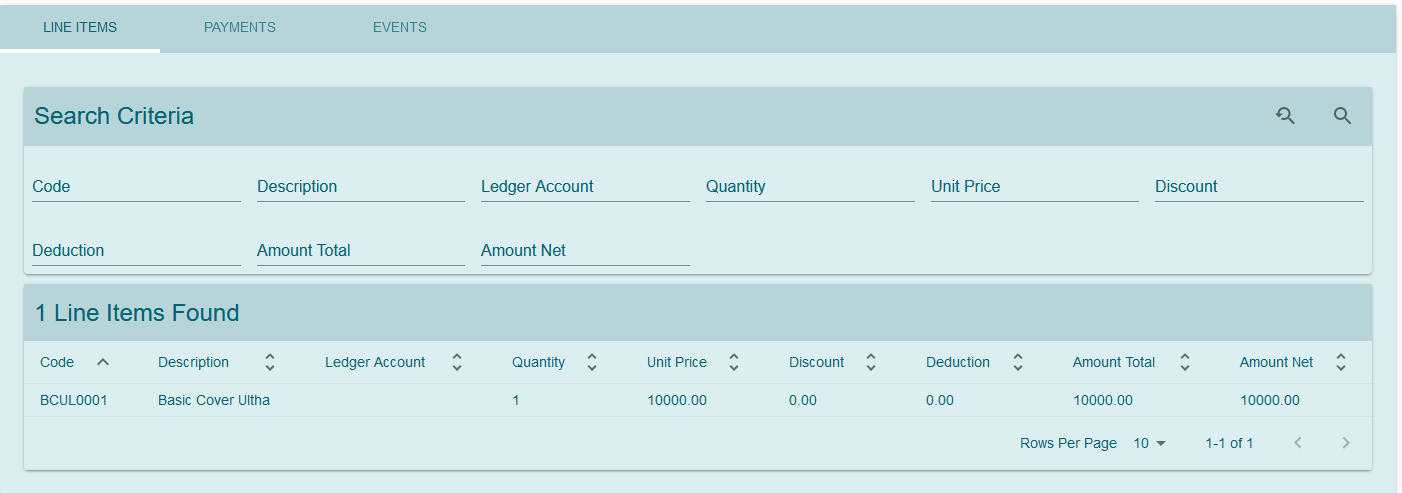 LINE ITEMS PAYMENTS EVENTS
Search Criteria
Code Description Ledger Account Quantity Unit Price Discount
Deduction Amount Total Amount Net
1 Line Items Found
Code Description Ledger Account Quantity Unit Price Discount Deduction Amount Total Amount Net
BCUL0001 Basic Cover Ultha 1 10000.00 0.00 0.00 10000.00 10000.00
Rows Per Page 10 1-1 of 1